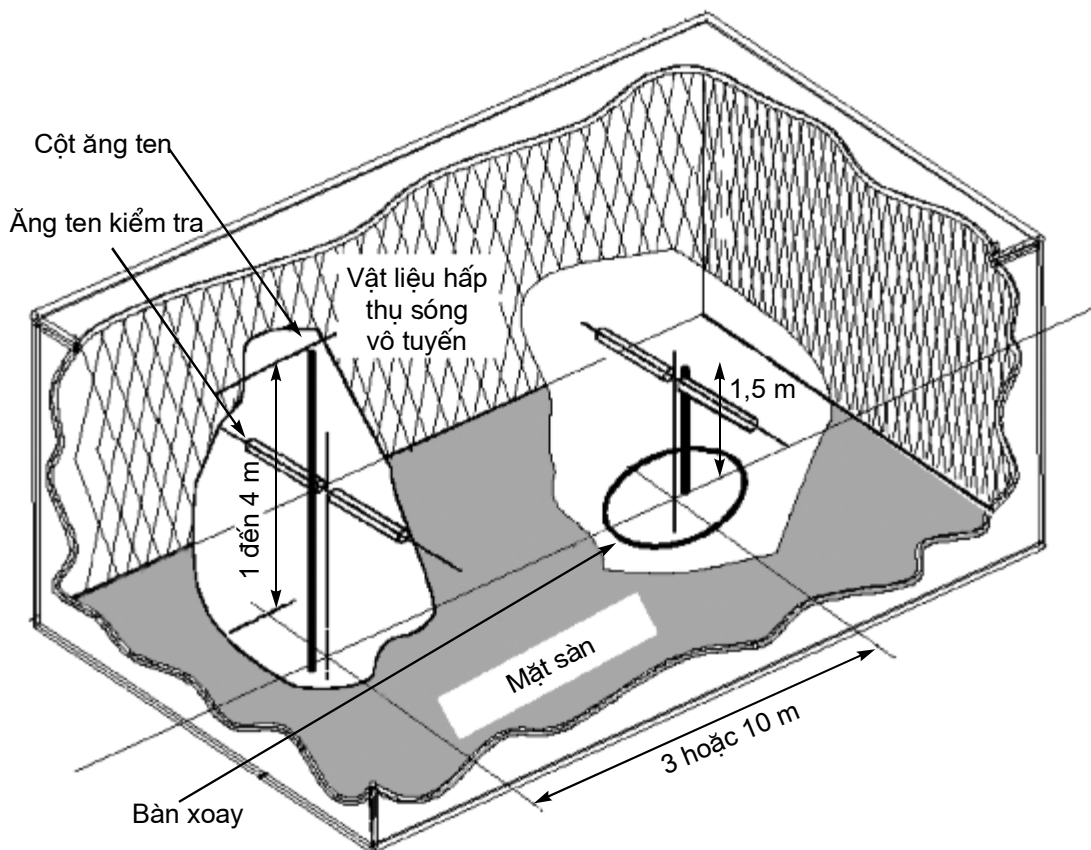 Cột ăng ten
Ăng ten kiểm tra
Vật liệu hấp
thụ sóng
vô tuyến
1,5 m
1 đến 4 m
Mặt sàn
3 hoặc 10 m
Bàn xoay